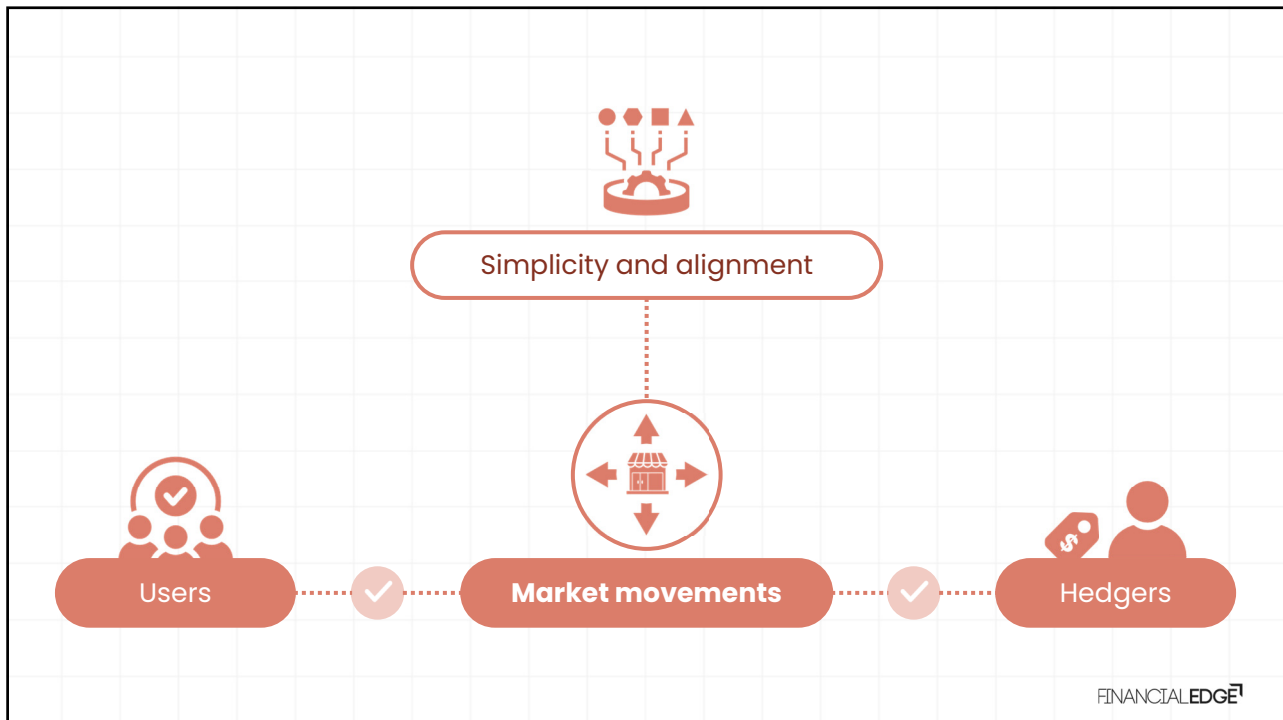 Simplicity and alignment
Users
Market movements
Hedgers
$
FINANCIALEDGE